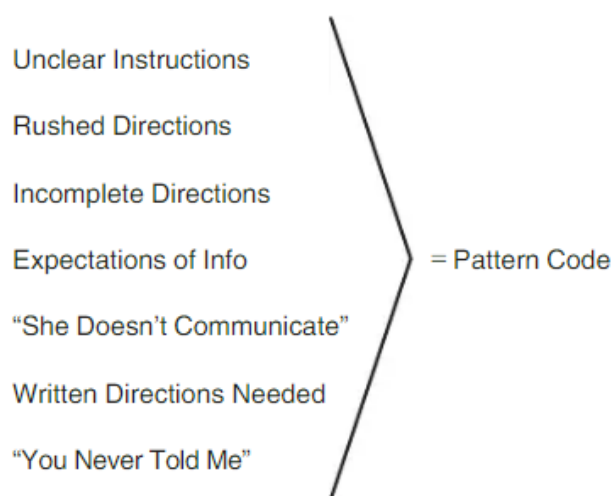 Unclear Instructions
Rushed Directions
Incomplete Directions
Expectations of Info
= Pattern Code
“She Doesn’t Communicate”
Written Directions Needed
“You Never Told Me”